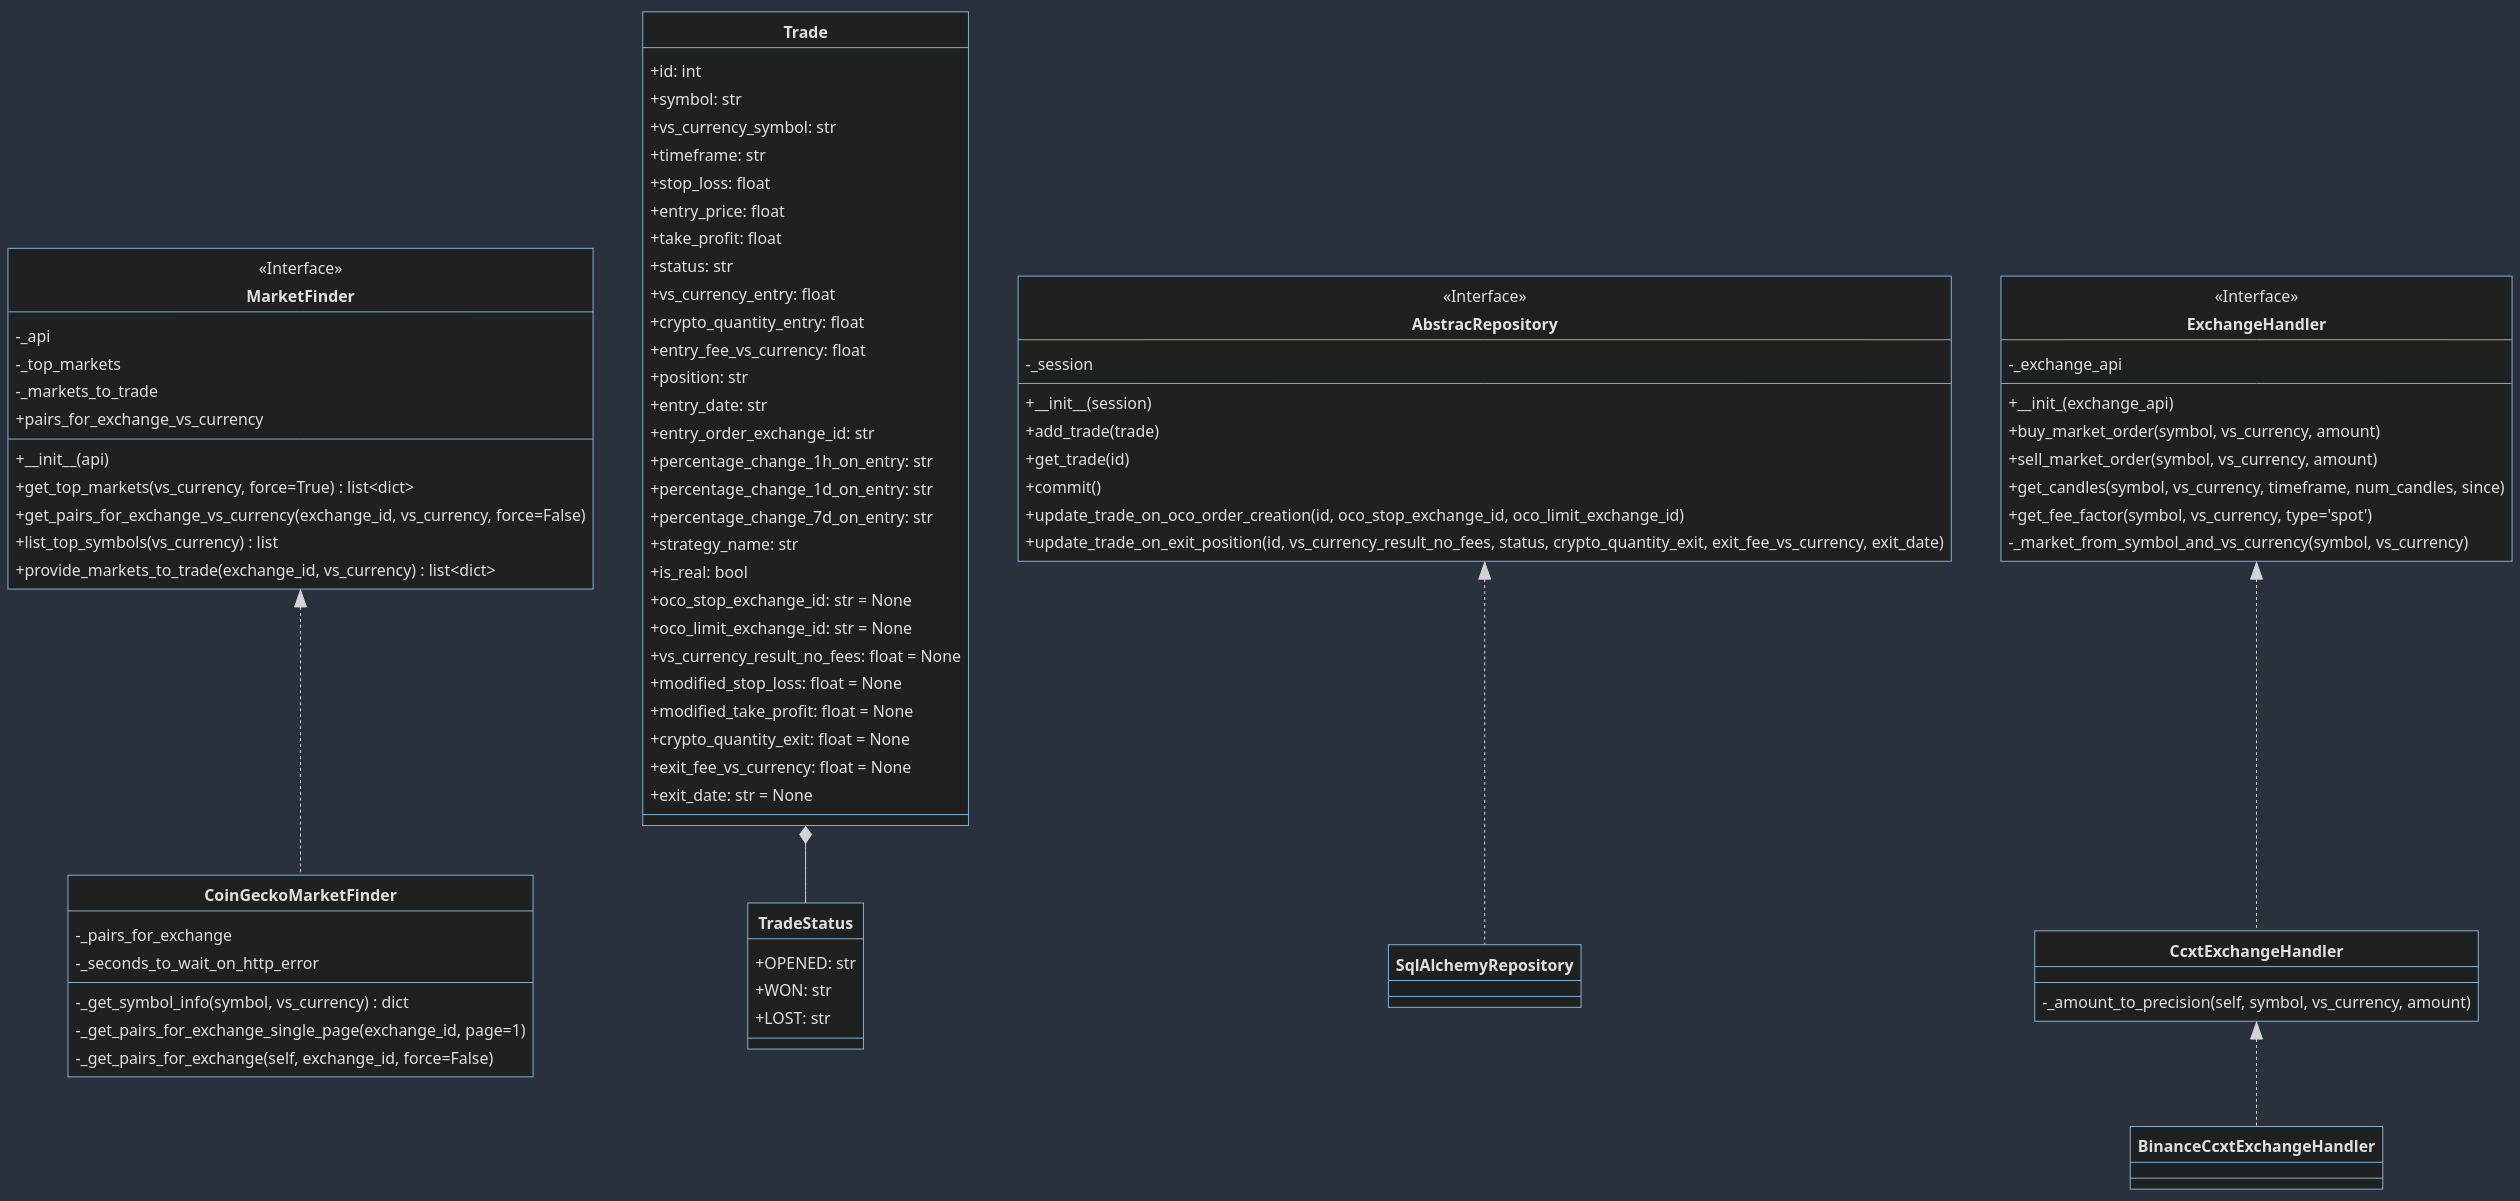 Trade
+id: int
+symbol: str
+vs_currency_symbol: str
+timeframe: str
+stop_loss: float
+entry_price: float
+take_profit: float
+status: str
+vs_currency_entry: float
+crypto_quantity_entry: float
+entry_fee_vs_currency: float
+position: str
+entry_date: str
+entry_order_exchange_id: str
+percentage_change_1h_on_entry: str
+percentage_change_1d_on_entry: str
+percentage_change_7d_on_entry: str
+strategy_name: str
+is_real: bool
+oco_stop_exchange_id: str = None
+oco_limit_exchange_id: str = None
+vs_currency_result_no_fees: float = None
+modified_stop_loss: float = None
+modified_take_profit: float = None
+crypto_quantity_exit: float = None
+exit_fee_vs_currency: float = None
+exit_date: str = None
«Interface»
MarketFinder
-_api
-_top_markets
-_markets_to_trade
+pairs_for_exchange_vs_currency
+__init__(api)
+get_top_markets(vs_currency, force=True) : list<dict>
+get_pairs_for_exchange_vs_currency(exchange_id, vs_currency, force=False)
+list_top_symbols(vs_currency) : list
+provide_markets_to_trade(exchange_id, vs_currency) : list<dict>
«Interface»
AbstracRepository
-_session
+__init__(session)
+add_trade(trade)
+get_trade(id)
+commit()
+update_trade_on_oco_order_creation(id, oco_stop_exchange_id, oco_limit_exchange_id)
+update_trade_on_exit_position(id, vs_currency_result_no_fees, status, crypto_quantity_exit, exit_fee_vs_currency, exit_date)
«Interface»
ExchangeHandler
-_exchange_api
+__init_(exchange_api)
+buy_market_order(symbol, vs_currency, amount)
+sell_market_order(symbol, vs_currency, amount)
+get_candles(symbol, vs_currency, timeframe, num_candles, since)
+get_fee_factor(symbol, vs_currency, type='spot')
-_market_from_symbol_and_vs_currency(symbol, vs_currency)
CoinGeckoMarketFinder
-_pairs_for_exchange
-_seconds_to_wait_on_http_error
-_get_symbol_info(symbol, vs_currency) : dict
-_get_pairs_for_exchange_single_page(exchange_id, page=1)
-_get_pairs_for_exchange(self, exchange_id, force=False)
TradeStatus
+OPENED: str
+WON: str
+LOST: str
SqlAlchemyRepository
CcxtExchangeHandler
-_amount_to_precision(self, symbol, vs_currency, amount)
BinanceCcxtExchangeHandler